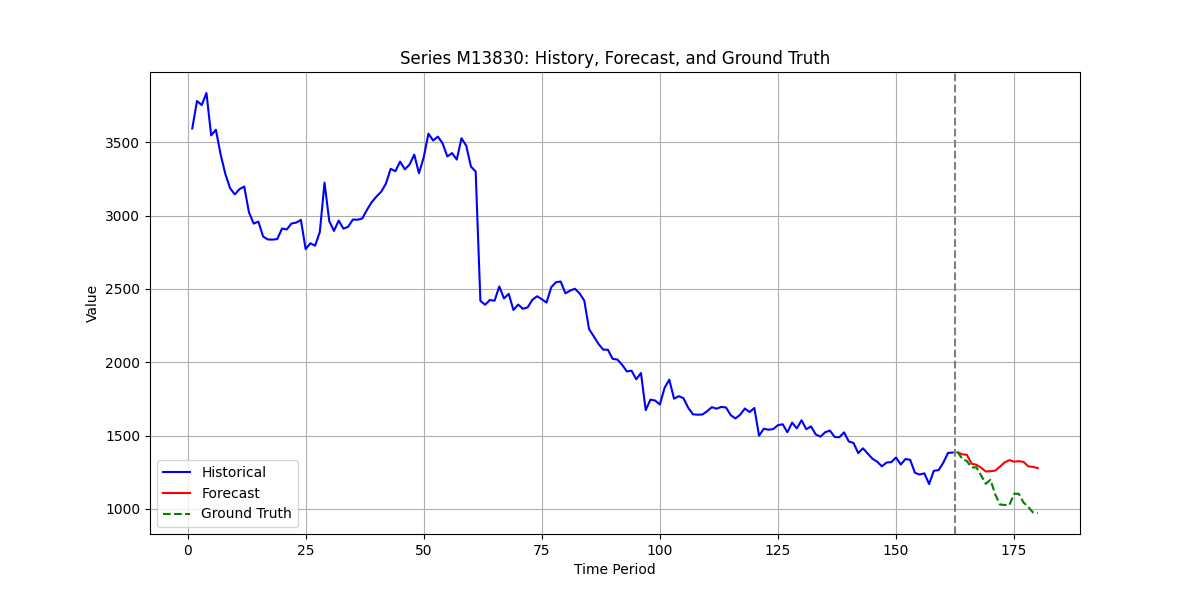 Series M13830: History, Forecast, and Ground Truth
Value
3500
3000
2500
2000
1500
1000
Historical
Forecast
Ground Truth
0 25 50 75 100 125 150 175
Time Period